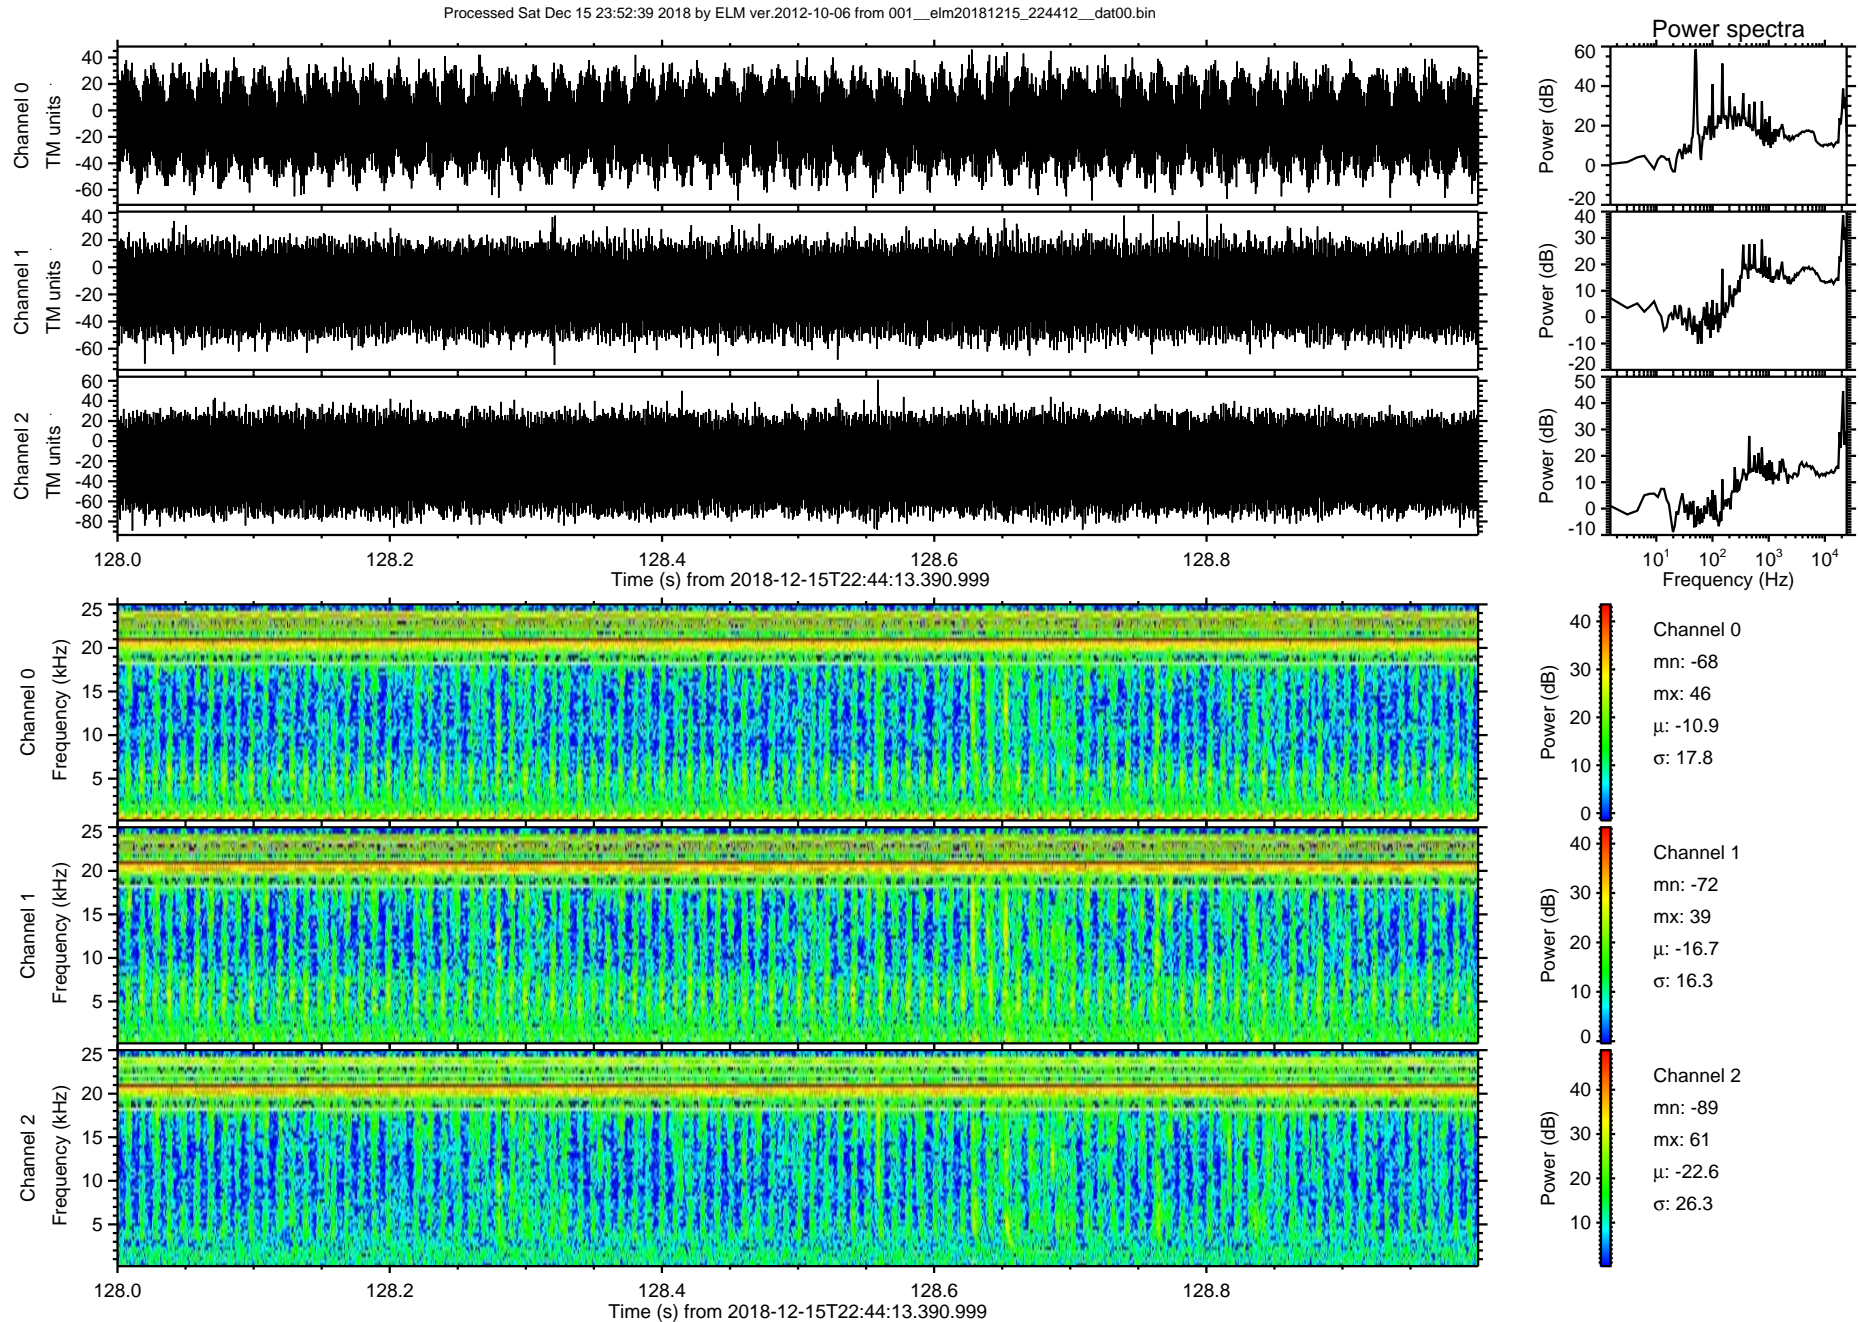 Processed Sat Dec 15 23:52:39 2018 by ELM ver.2012-10-06 from 001__elm20181215_224412__dat00.bin
Power spectra
Channel 0
TM units
40
20
0
-20
-40
-60
Power (dB)
60
40
20
0
-20
Channel 1
TM units
40
20
0
-20
-40
-60
Power (dB)
40
30
20
10
0
-10
-20
Channel 2
TM units
60
40
20
0
-20
-40
-60
-80
Power (dB)
50
40
30
20
10
0
-10
128.0 128.2 128.4 128.6 128.8
Time (s) from 2018-12-15T22:44:13.390.999
10^1 10^2 10^3 10^4
Frequency (Hz)
Channel 0
Frequency (kHz)
25
20
15
10
5
Power (dB)
40
30
20
10
0
Channel 0
mn: -68
mx: 46
μ: -10.9
σ: 17.8
Channel 1
Frequency (kHz)
25
20
15
10
5
Power (dB)
40
30
20
10
0
Channel 1
mn: -72
mx: 39
μ: -16.7
σ: 16.3
Channel 2
Frequency (kHz)
25
20
15
10
5
Power (dB)
40
30
20
10
Channel 2
mn: -89
mx: 61
μ: -22.6
σ: 26.3
128.0 128.2 128.4 128.6 128.8
Time (s) from 2018-12-15T22:44:13.390.999